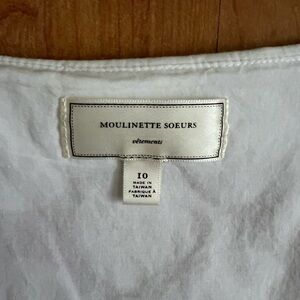 MOULINETTE SOEURS
vêtements
10
MADE IN
TAIWAN
FABRIQUÉ À
TAIWAN